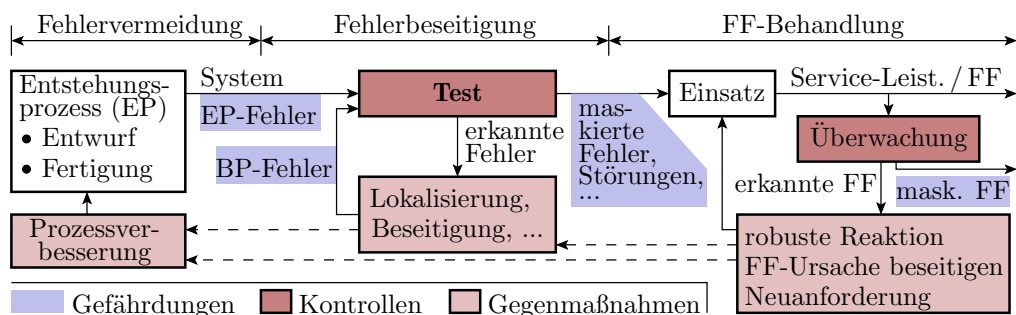 Fehlervermeidung
Fehlerbeseitigung
FF-Behandlung
Entstehungs-
prozess (EP)
• Entwurf
• Fertigung
System
EP-Fehler
BP-Fehler
Test
erkannte
Fehler
Lokalisierung,
Beseitigung, ...
mas-
kierte
Fehler,
Störungen,
...
Einsatz
Service-Leist. / FF
Überwachung
erkannte FF
mask. FF
Prozessver-
besserung
robuste Reaktion
FF-Ursache beseitigen
Neuanforderung
Gefährdungen
Kontrollen
Gegenmaßnahmen